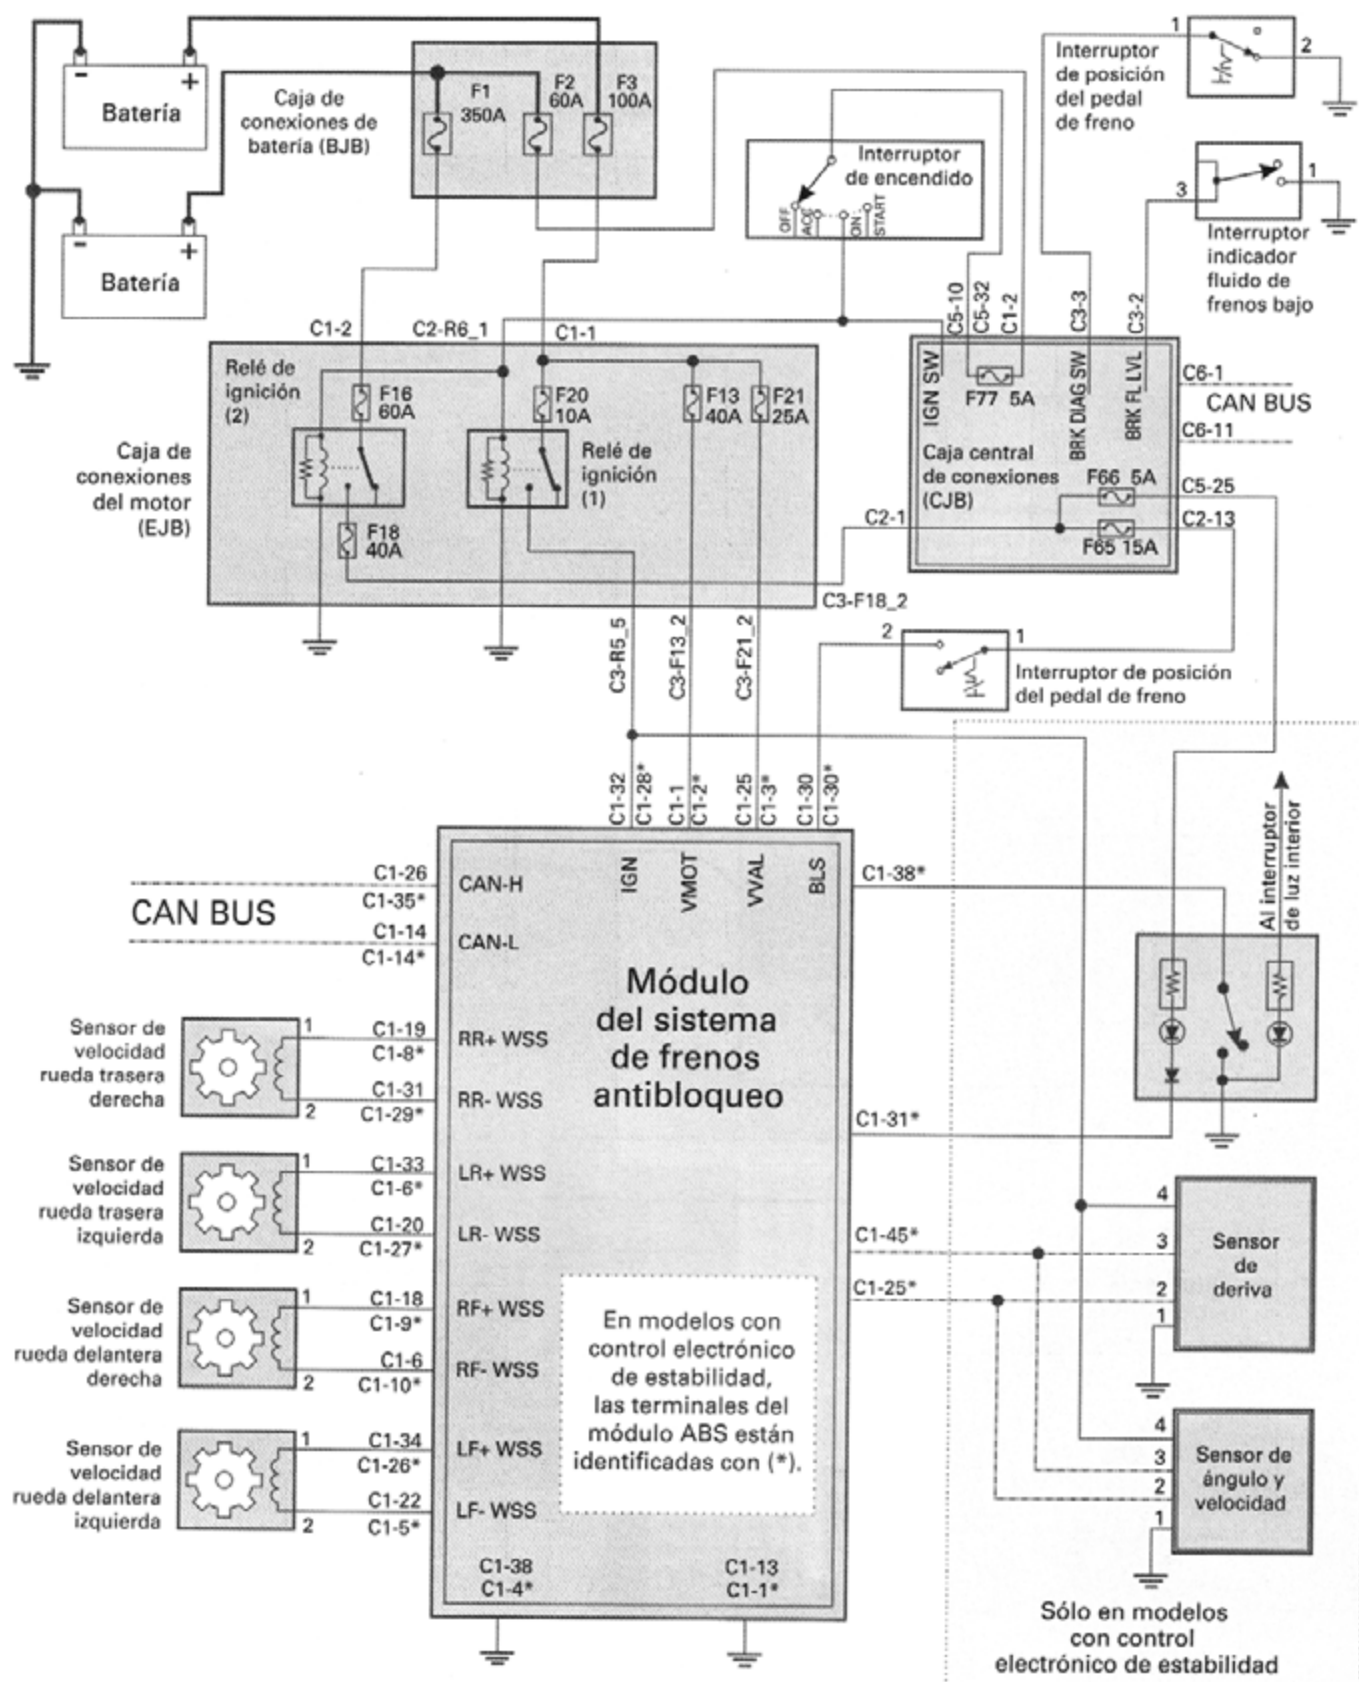 Batería
Batería
Caja de
conexiones de
batería (BJB)
F1
350A
F2
60A
F3
100A
Interruptor
de encendido
OFF
ACC
ON
START
1
2
Interruptor
de posición
del pedal
de freno
3
1
Interruptor
indicador
fluido de
frenos bajo
C1-2
C2-R6_1
C1-1
C5-10
C5-32
C1-2
C3-3
C3-2
Relé de
ignición
(2)
F16
60A
F20
10A
F13
40A
F21
25A
Relé de
ignición
(1)
F18
40A
Caja de
conexiones
del motor
(EJB)
IGN SW
F77 5A
BRK DIAG SW
BRK FL LVL
Caja central
de conexiones
(CJB)
F66 5A
F65 15A
C6-1
CAN BUS
C6-11
C5-25
C2-13
C2-1
C3-F18_2
C3-R5_5
C3-F13_2
C3-F21_2
2
1
Interruptor de posición
del pedal de freno
C1-32
C1-28*
C1-1
C1-2*
C1-25
C1-3*
C1-30
C1-30*
Al interruptor
de luz interior
IGN
VMOT
VVAL
BLS
C1-26
C1-35*
CAN-H
CAN BUS
C1-14
C1-14*
CAN-L
C1-38*
Módulo
del sistema
de frenos
antibloqueo
Sensor de
velocidad
rueda trasera
derecha
1
2
C1-19
C1-8*
RR+ WSS
C1-31
C1-29*
RR- WSS
C1-31*
Sensor de
velocidad
rueda trasera
izquierda
1
2
C1-33
C1-6*
LR+ WSS
C1-20
C1-27*
LR- WSS
C1-45*
C1-25*
4
3
2
1
Sensor
de
deriva
Sensor de
velocidad
rueda delantera
derecha
1
2
C1-18
C1-9*
RF+ WSS
C1-6
C1-10*
RF- WSS
En modelos con
control electrónico
de estabilidad,
las terminales del
módulo ABS están
identificadas con (*).
Sensor de
velocidad
rueda delantera
izquierda
1
2
C1-34
C1-26*
LF+ WSS
C1-22
C1-5*
LF- WSS
4
3
2
1
Sensor de
ángulo y
velocidad
C1-38
C1-4*
C1-13
C1-1*
Sólo en modelos
con control
electrónico de estabilidad